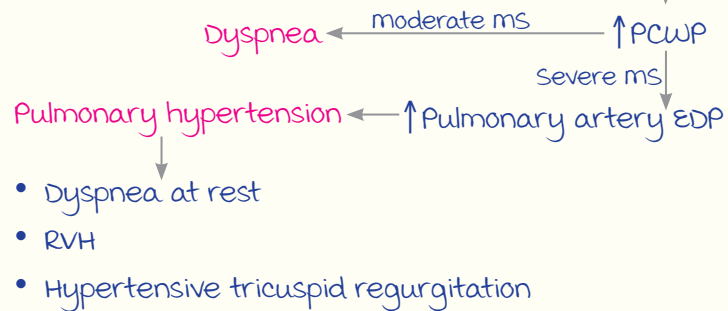 moderate MS
Dyspnea ↑PCWP
Severe MS
Pulmonary hypertension ↑Pulmonary artery EDP
• Dyspnea at rest
• RVH
• Hypertensive tricuspid regurgitation